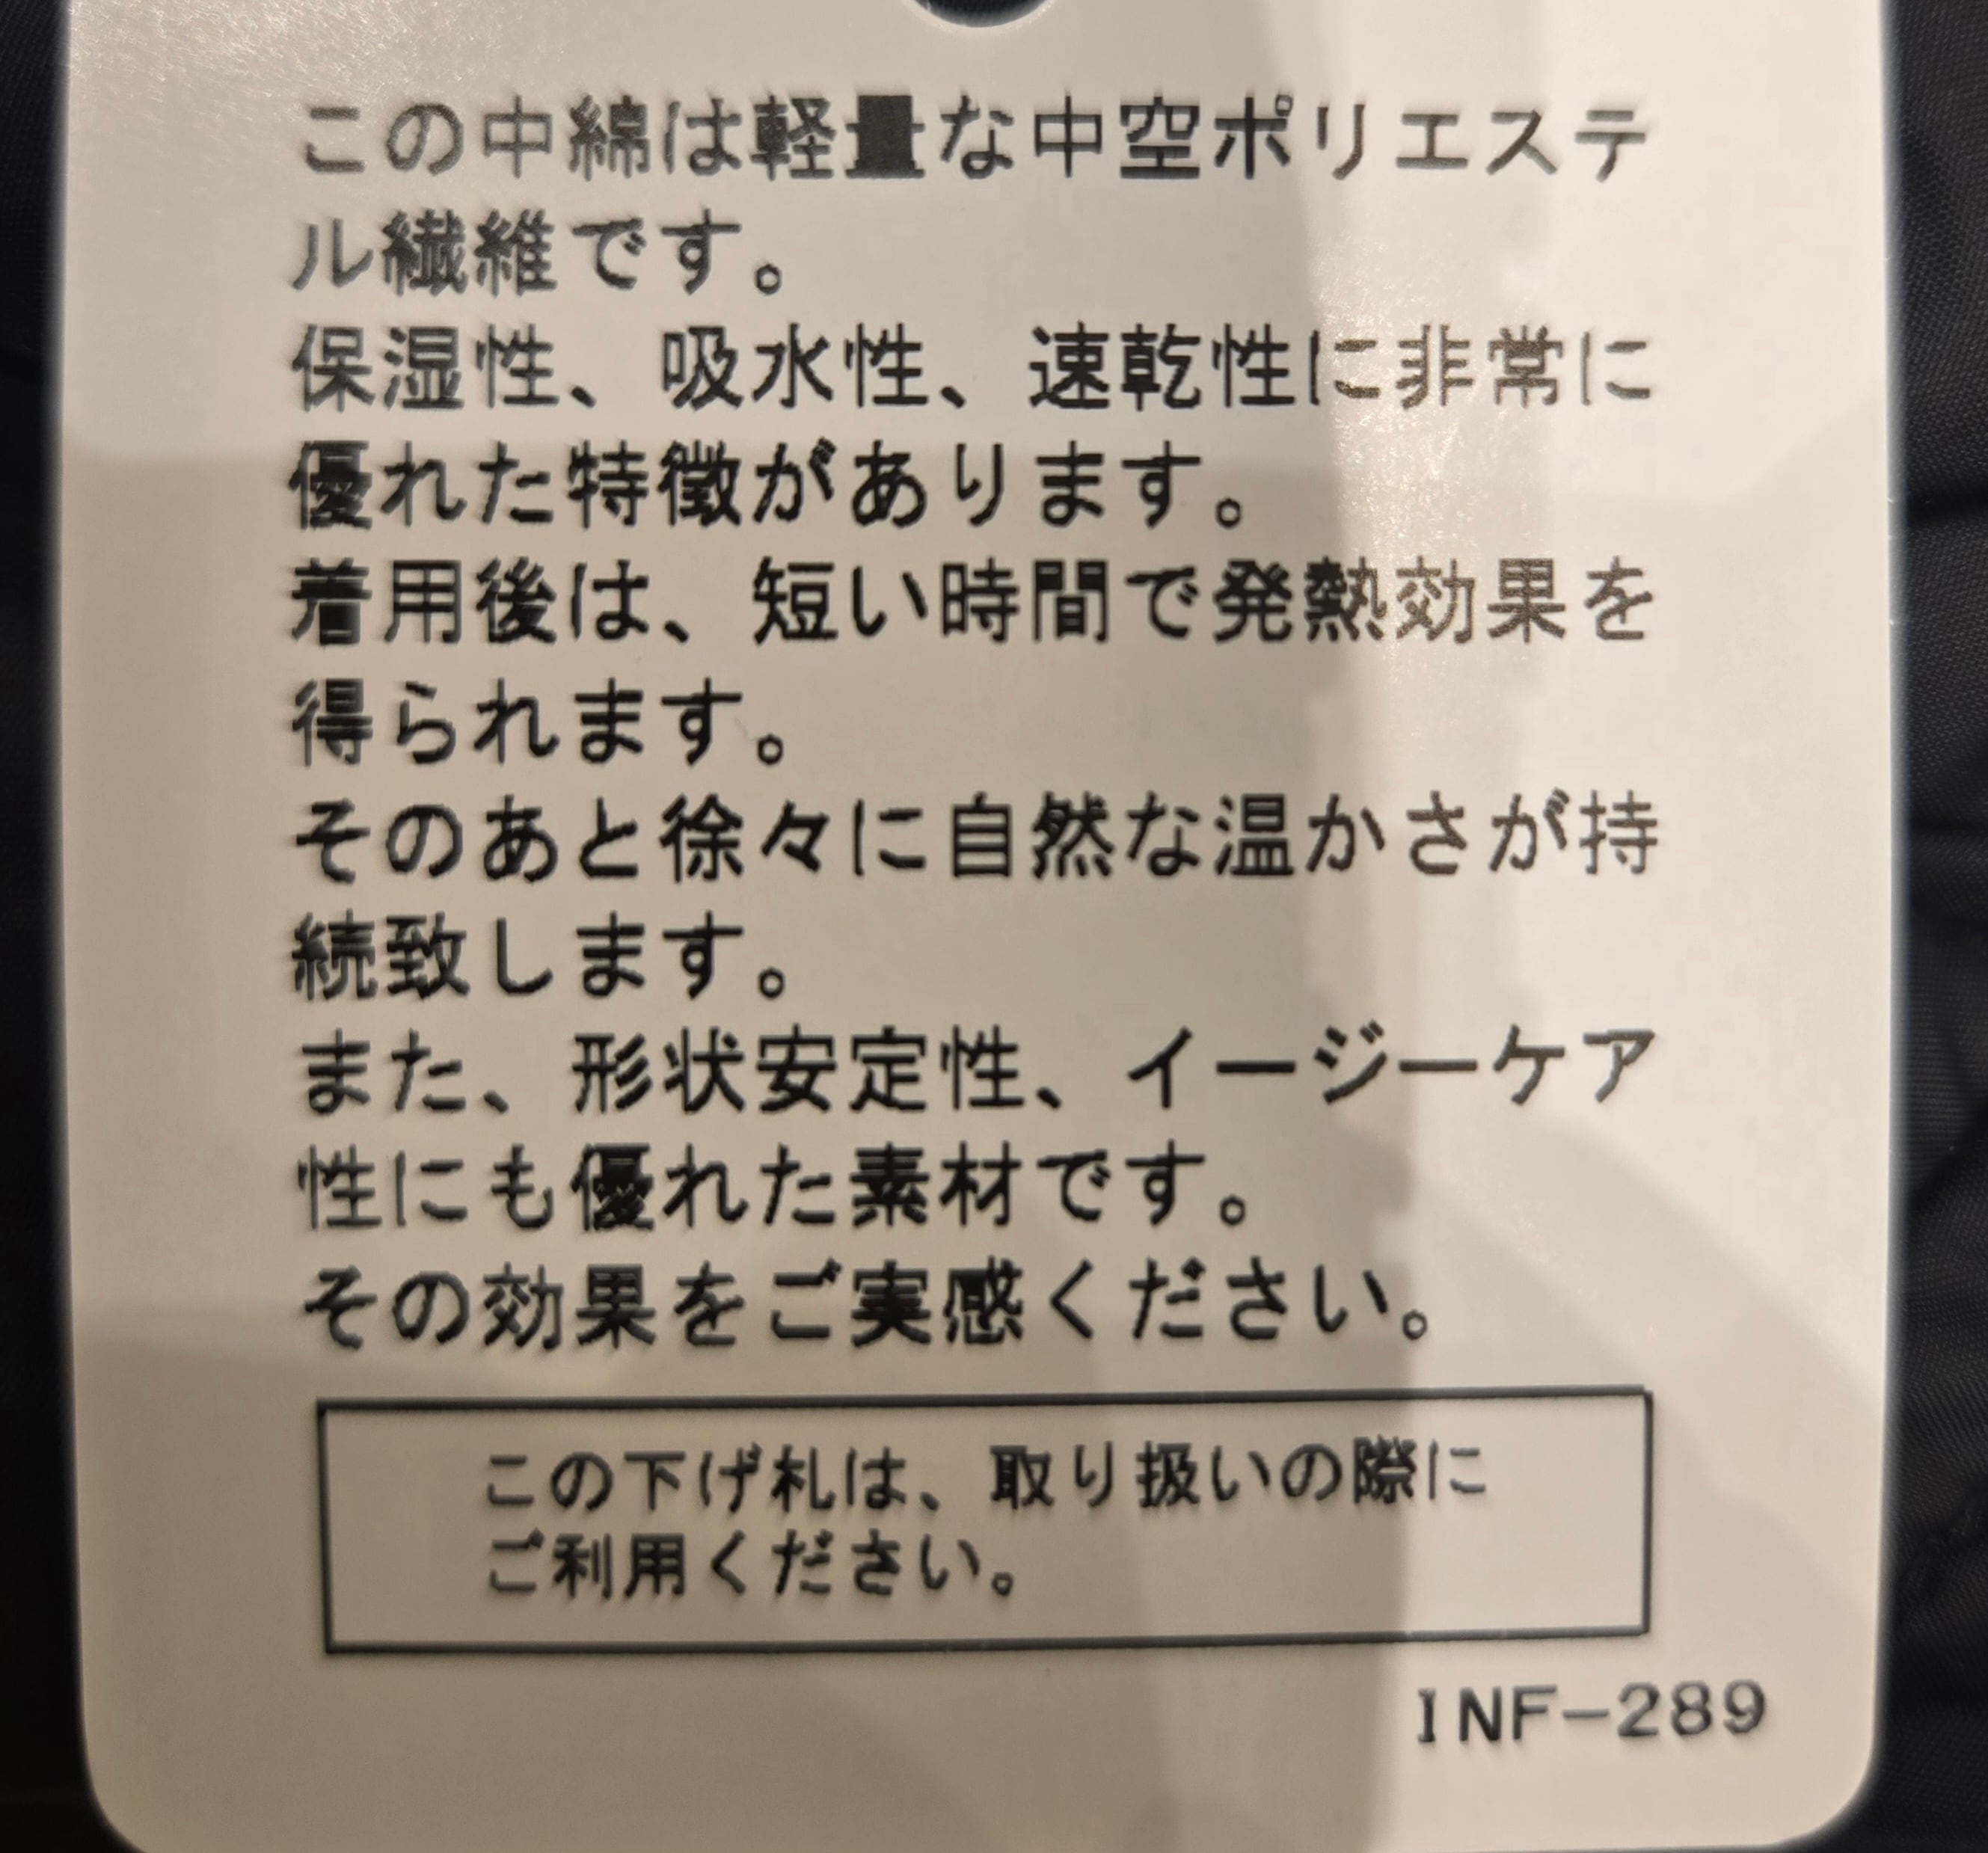 この中綿は軽量な中空ポリエステ
ル繊維です。
保湿性、吸水性、速乾性に非常に
優れた特徴があります。
着用後は、短い時間で発熱効果を
得られます。
そのあと徐々に自然な温かさが持
続致します。
また、形状安定性、イージーケア
性にも優れた素材です。
その効果をご実感ください。
この下げ札は、取り扱いの際に
ご利用ください。
INF-289